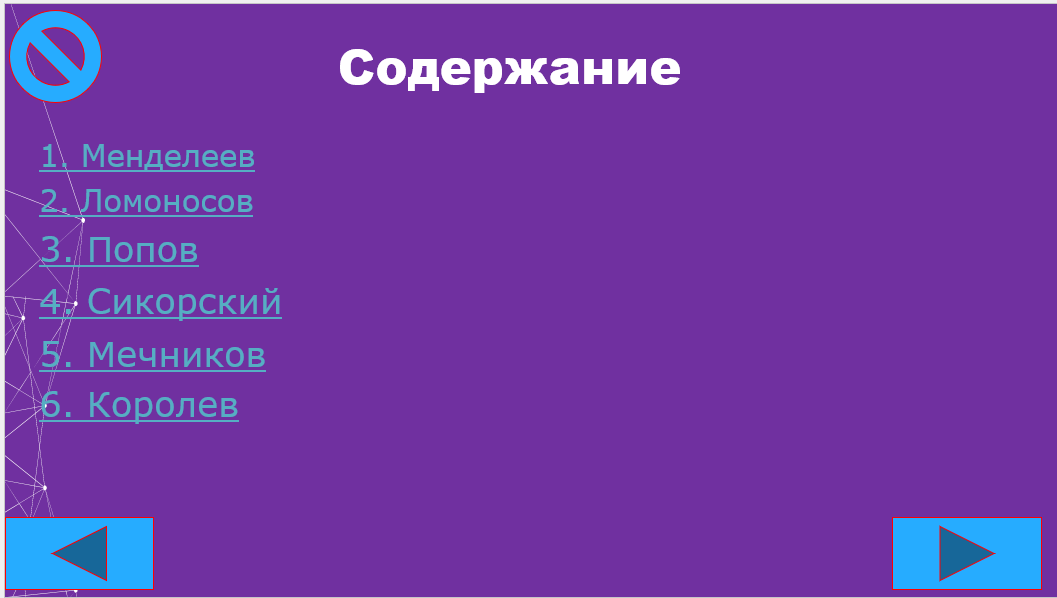 Содержание
1. Менделеев
2. Ломоносов
3. Попов
4. Сикорский
5. Мечников
6. Королев